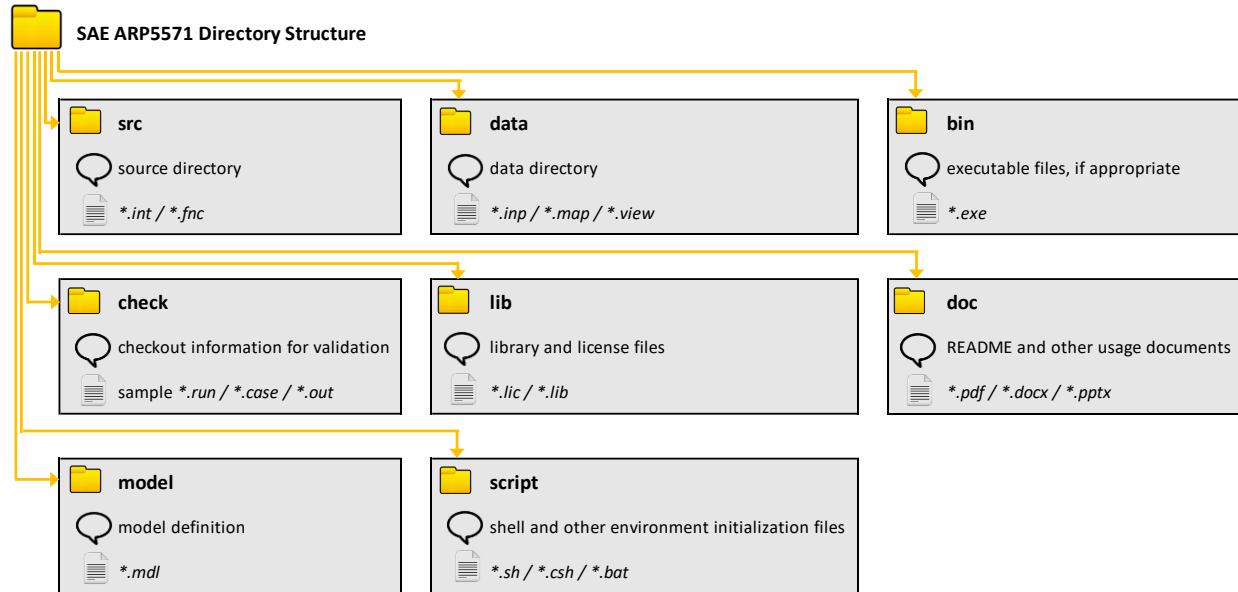 SAE ARP5571 Directory Structure
src
source directory
*.int / *.fnc
data
data directory
*.inp / *.map / *.view
bin
executable files, if appropriate
*.exe
check
checkout information for validation
sample *.run / *.case / *.out
lib
library and license files
*.lic / *.lib
doc
README and other usage documents
*.pdf / *.docx / *.pptx
model
model definition
*.mdl
script
shell and other environment initialization files
*.sh / *.csh / *.bat